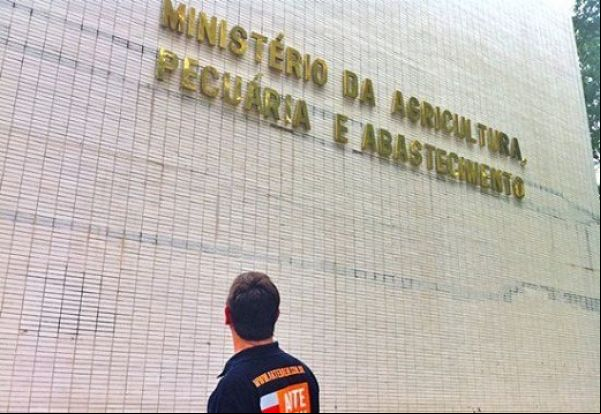 MINISTÉRIO DA AGRICULTURA,
PECUÁRIA E ABASTECIMENTO